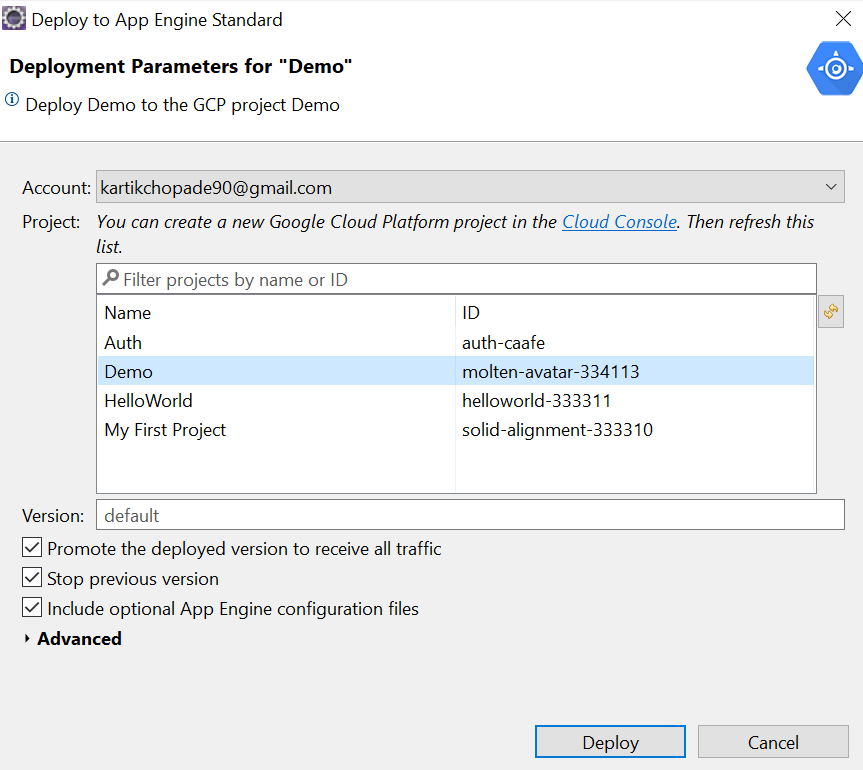 Deploy to App Engine Standard
Deployment Parameters for "Demo"
Deploy Demo to the GCP project Demo
Account: kartikchopade90@gmail.com
Project: You can create a new Google Cloud Platform project in the Cloud Console. Then refresh this
list.
Filter projects by name or ID
Name ID
Auth auth-caafe
Demo molten-avatar-334113
HelloWorld helloworld-333311
My First Project solid-alignment-333310
Version: default
Promote the deployed version to receive all traffic
Stop previous version
Include optional App Engine configuration files
Advanced
Deploy Cancel